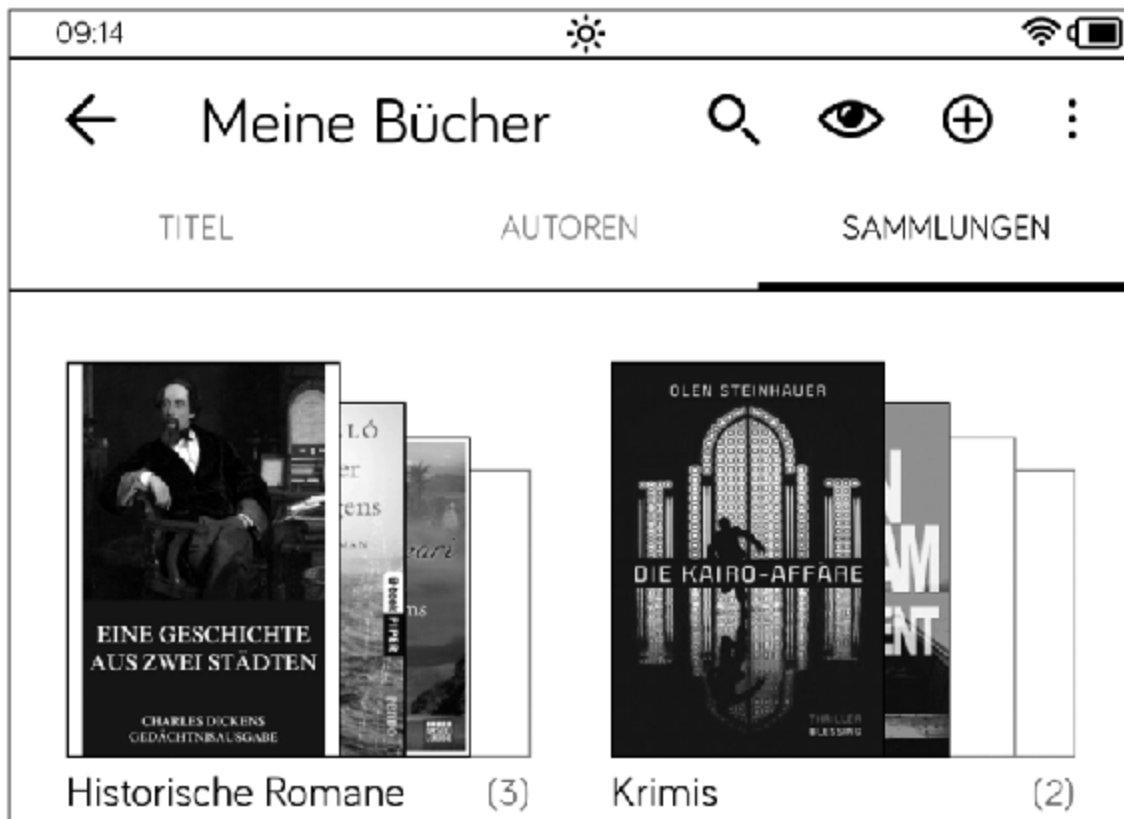 09:14
Meine Bücher
TITEL
AUTOREN
SAMMLUNGEN
EINE GESCHICHTE
AUS ZWEI STÄDTEN
CHARLES DICKENS
GEDÄCHTNISAUSGABE
PIPER
OLEN STEINHAUER
DIE KAIRO-AFFÄRE
THRILLER
BLESSING
Historische Romane
(3)
Krimis
(2)